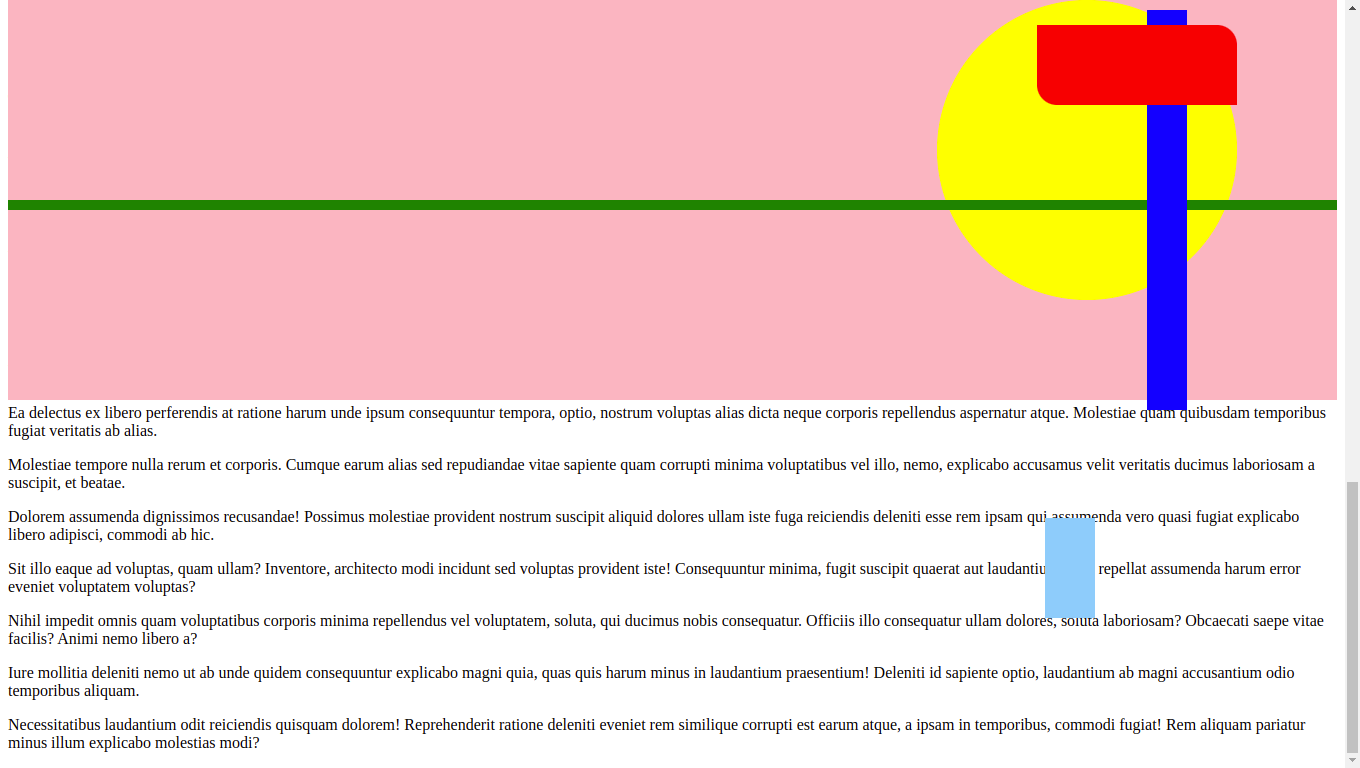 Ea delectus ex libero perferendis at ratione harum unde ipsum consequuntur tempora, optio, nostrum voluptas alias dicta neque corporis repellendus aspernatur atque. Molestiae quam quibusdam temporibus
fugiat veritatis ab alias.
Molestiae tempore nulla rerum et corporis. Cumque earum alias sed repudiandae vitae sapiente quam corrupti minima voluptatibus vel illo, nemo, explicabo accusamus velit veritatis ducimus laboriosam a
suscipit, et beatae.
Dolorem assumenda dignissimos recusandae! Possimus molestiae provident nostrum suscipit aliquid dolores ullam iste fuga reiciendis deleniti esse rem ipsam qui assumenda vero quasi fugiat explicabo
libero adipisci, commodi ab hic.
Sit illo eaque ad voluptas, quam ullam? Inventore, architecto modi incidunt sed voluptas provident iste! Consequuntur minima, fugit suscipit quaerat aut repellat assumenda harum error
eveniet voluptatem voluptas?
Nihil impedit omnis quam voluptatibus corporis minima repellendus vel voluptatem, soluta, qui ducimus nobis consequatur. Officiis illo consequatur ullam dolores, soluta laboriosam? Obcaecati saepe vitae
facilis? Animi nemo libero a?
Iure mollitia deleniti nemo ut ab unde quidem consequuntur explicabo magni quia, quas quis harum minus in laudantium praesentium! Deleniti id sapiente optio, laudantium ab magni accusantium odio
temporibus aliquam.
Necessitatibus laudantium odit reiciendis quisquam dolorem! Reprehenderit ratione deleniti eveniet rem similique corrupti est earum atque, a ipsam in temporibus, commodi fugiat! Rem aliquam pariatur
minus illum explicabo molestias modi?